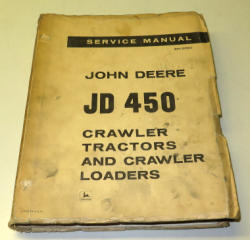 SERVICE MANUAL
JOHN DEERE
JD 450
CRAWLER
TRACTORS
AND CRAWLER
LOADERS